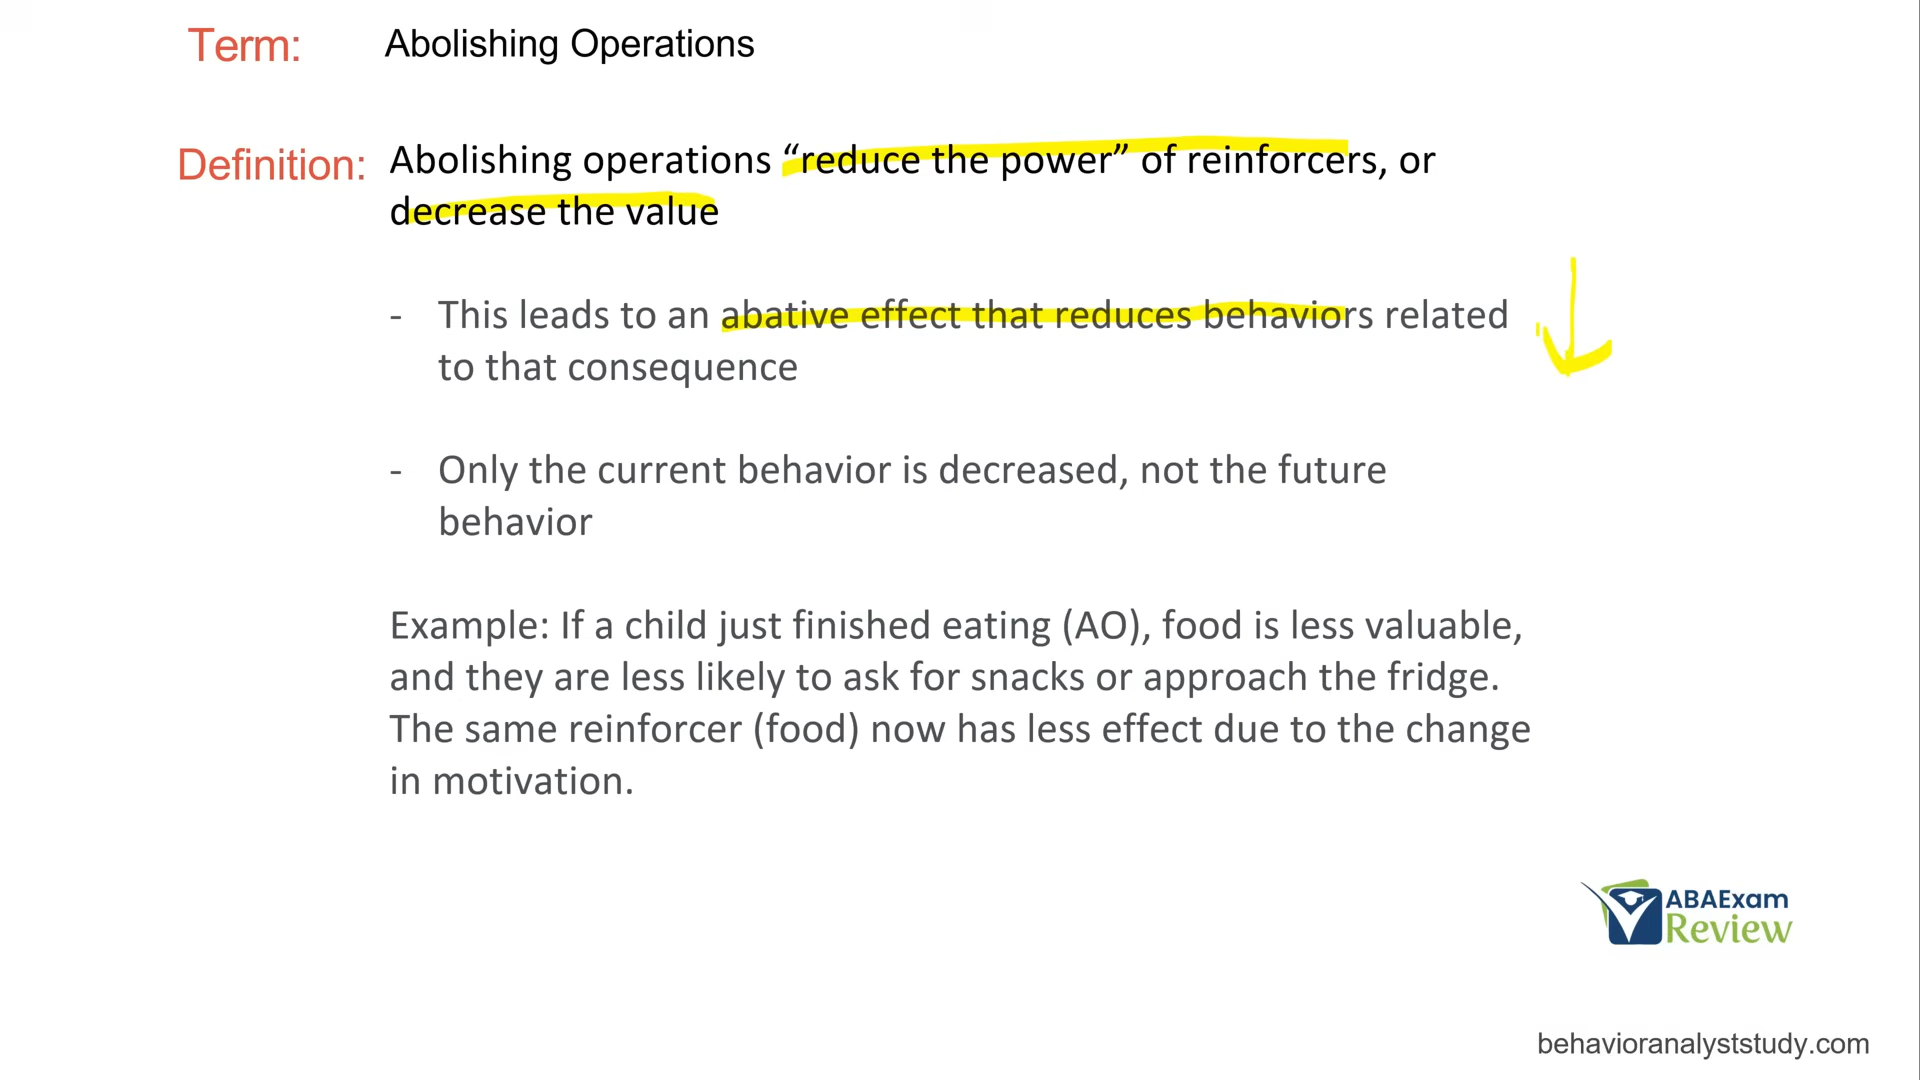 Term: Abolishing Operations
Definition: Abolishing operations “reduce the power” of reinforcers, or
decrease the value
- This leads to an abative effect that reduces behaviors related
to that consequence
- Only the current behavior is decreased, not the future
behavior
Example: If a child just finished eating (AO), food is less valuable,
and they are less likely to ask for snacks or approach the fridge.
The same reinforcer (food) now has less effect due to the change
in motivation.
ABAExam
Review
behavioranalyststudy.com